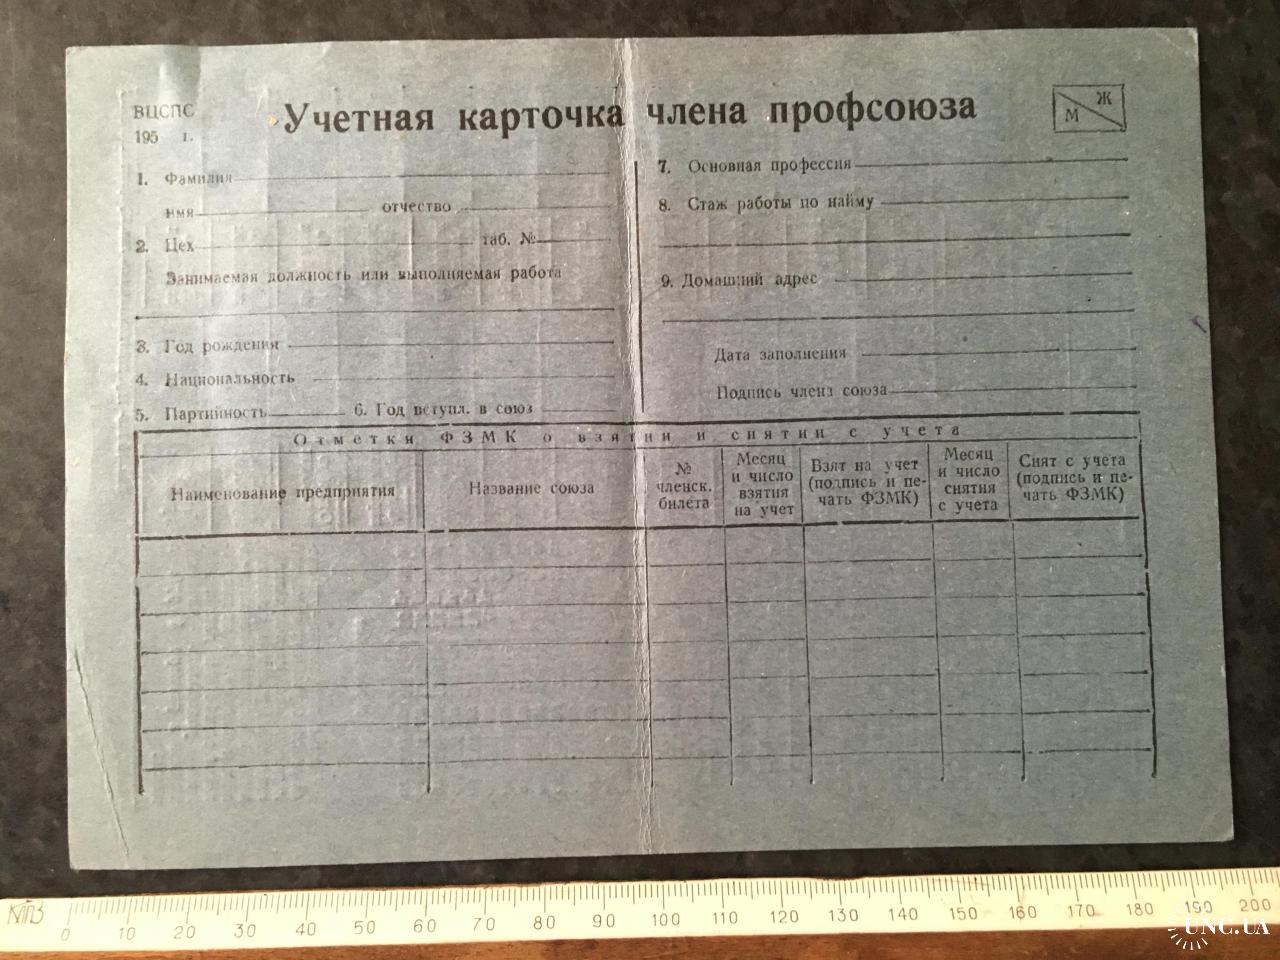 ВЦСПС
195 г.
Учетная карточка члена профсоюза
Ж
М
1. Фамилия
имя отчество
2. Цех таб. №
Занимаемая должность или выполняемая работа
3. Год рождения
4. Национальность
5. Партийность 6. Год вступл. в союз
7. Основная профессия
8. Стаж работы по найму
9. Домашний адрес
Дата заполнения
Подпись члена союза
Отметки ФЗМК о взятии и снятии с учета
Наименование предприятия
Название союза
№
членск.
билета
Месяц
и число
взятия
на учет
Взят на учет
(подпись и пе-
чать ФЗМК)
Месяц
и число
снятия
с учета
Снят с учета
(подпись и пе-
чать ФЗМК)
0 10 20 30 40 50 60 70 80 90 100 110 120 130 140 150 160 170 180 190 200
UNC.UA